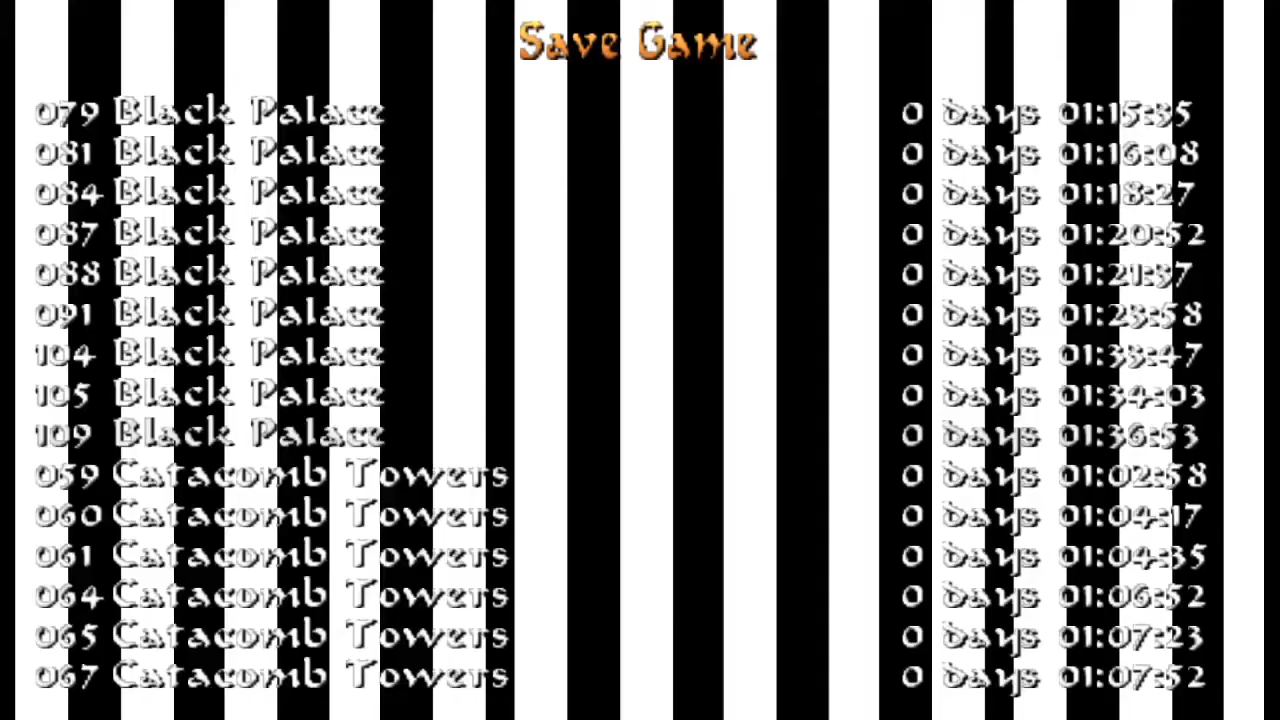 Save Game
079 Black Palace 0 days 01:15:35
081 Black Palace 0 days 01:16:08
084 Black Palace 0 days 01:18:27
087 Black Palace 0 days 01:20:52
088 Black Palace 0 days 01:21:37
091 Black Palace 0 days 01:23:58
104 Black Palace 0 days 01:33:47
105 Black Palace 0 days 01:34:03
109 Black Palace 0 days 01:36:53
059 Catacomb Towers 0 days 01:02:58
060 Catacomb Towers 0 days 01:04:17
061 Catacomb Towers 0 days 01:04:35
064 Catacomb Towers 0 days 01:06:52
065 Catacomb Towers 0 days 01:07:23
067 Catacomb Towers 0 days 01:07:52